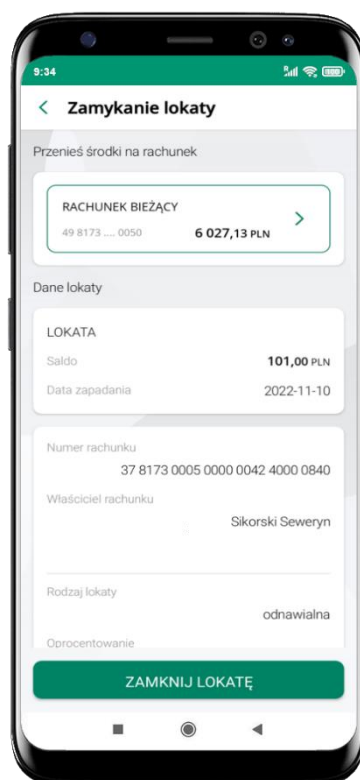 9:34
Zamykanie lokaty
Przenieś środki na rachunek
RACHUNEK BIEŻĄCY
49 8173 .... 0050 6 027,13 PLN
Dane lokaty
LOKATA
Saldo 101,00 PLN
Data zapadania 2022-11-10
Numer rachunku
37 8173 0005 0000 0042 4000 0840
Właściciel rachunku
Sikorski Seweryn
Rodzaj lokaty
odnawialna
Oprocentowanie
ZAMKNIJ LOKATĘ